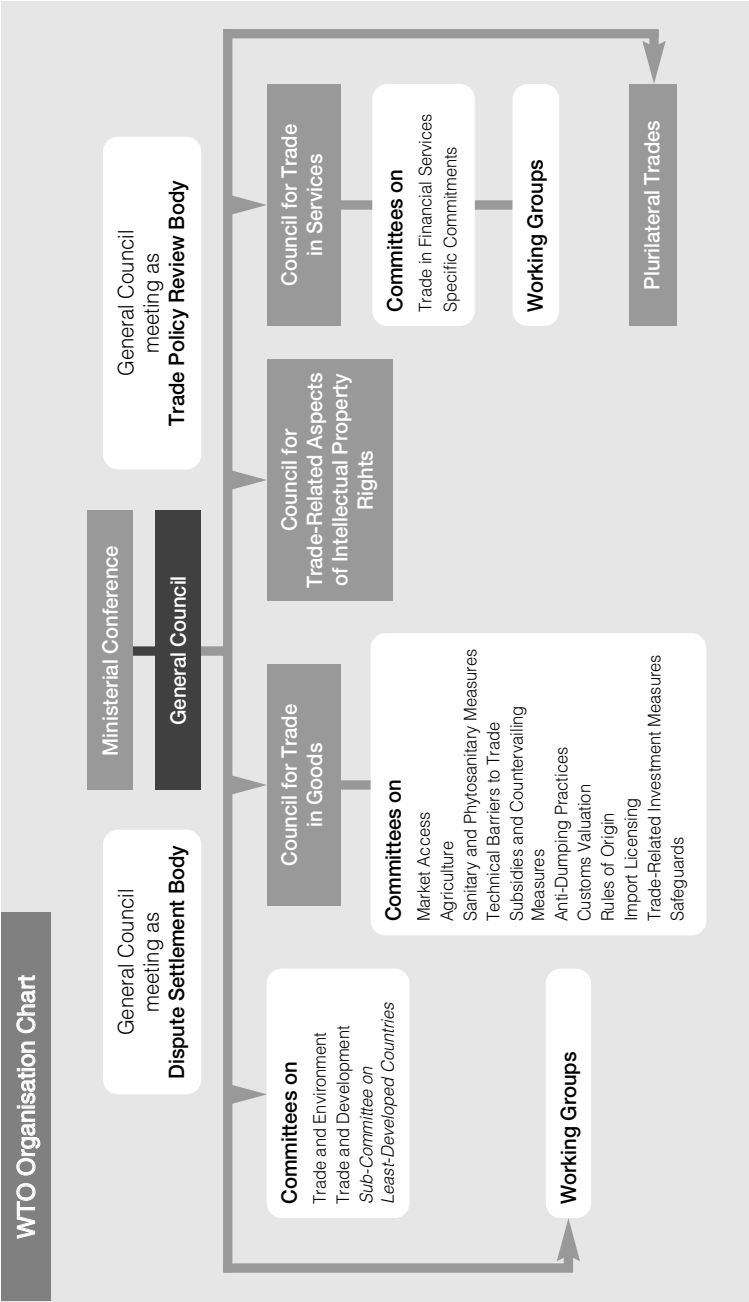 WTO Organisation Chart
Ministerial Conference
General Council
General Council
meeting as
Dispute Settlement Body
General Council
meeting as
Trade Policy Review Body
Committees on
Trade and Environment
Trade and Development
Sub-Committee on
Least-Developed Countries
Working Groups
Council for Trade
in Goods
Committees on
Market Access
Agriculture
Sanitary and Phytosanitary Measures
Technical Barriers to Trade
Subsidies and Countervailing
Measures
Anti-Dumping Practices
Customs Valuation
Rules of Origin
Import Licensing
Trade-Related Investment Measures
Safeguards
Council for
Trade-Related Aspects
of Intellectual Property
Rights
Council for Trade
in Services
Committees on
Trade in Financial Services
Specific Commitments
Working Groups
Plurilateral Trades